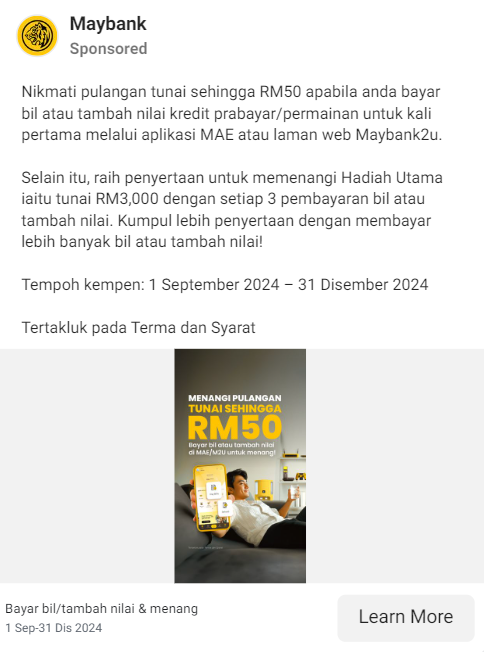 Maybank
Sponsored
Nikmati pulangan tunai sehingga RM50 apabila anda bayar
bil atau tambah nilai kredit prabayar/permainan untuk kali
pertama melalui aplikasi MAE atau laman web Maybank2u.
Selain itu, raih penyertaan untuk memenangi Hadiah Utama
iaitu tunai RM3,000 dengan setiap 3 pembayaran bil atau
tambah nilai. Kumpul lebih penyertaan dengan membayar
lebih banyak bil atau tambah nilai!
Tempoh kempen: 1 September 2024 – 31 Disember 2024
Tertakluk pada Terma dan Syarat
MENANGI PULANGAN
TUNAI SEHINGGA
RM50
Bayar bil atau tambah nilai
di MAE/M2U untuk menang!
Bayar bil/tambah nilai & menang
1 Sep-31 Dis 2024
Learn More